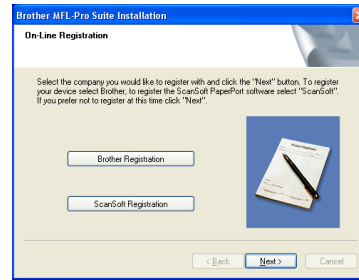 Brother MFL-Pro Suite Installation
On-Line Registration
Select the company you would like to register with and click the "Next" button. To register
your device select Brother, to register the ScanSoft PaperPort software select "ScanSoft".
If you prefer not to register at this time click "Next".
Product Registration
Brother Registration
ScanSoft Registration
< Back
Next >
Cancel